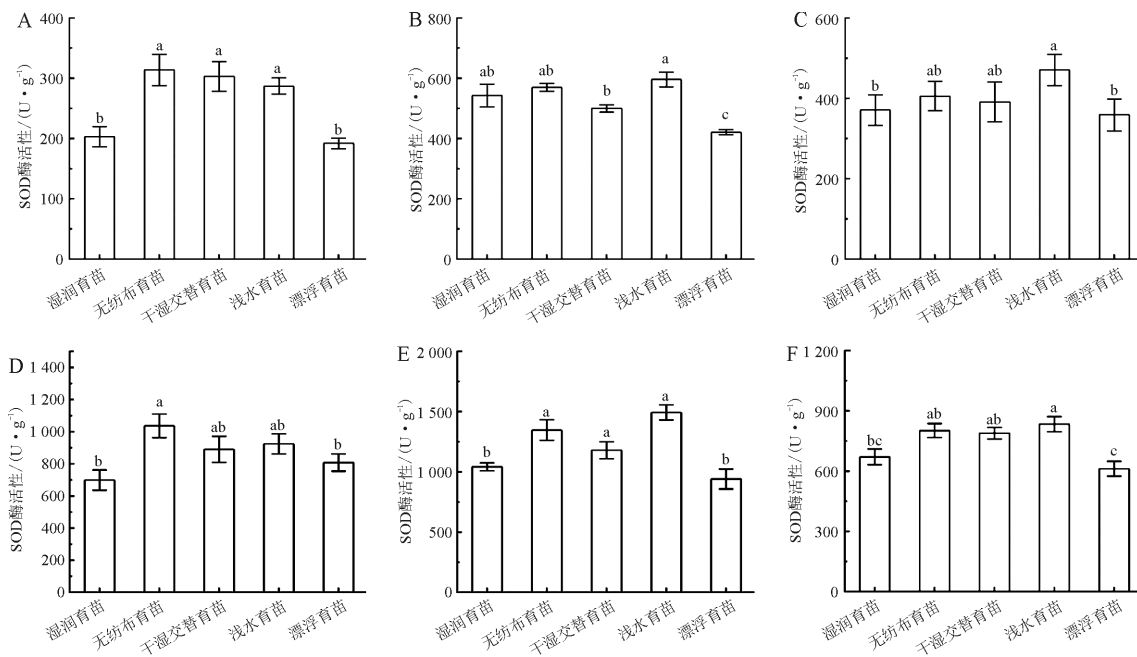 A
SOD酶活性/(U·g⁻¹)
400
300
200
100
0
b
a
a
a
b
湿润育苗
无纺布育苗
干湿交替育苗
浅水育苗
漂浮育苗
B
SOD酶活性/(U·g⁻¹)
800
600
400
200
0
ab
ab
b
a
c
湿润育苗
无纺布育苗
干湿交替育苗
浅水育苗
漂浮育苗
C
SOD酶活性/(U·g⁻¹)
600
400
200
0
b
ab
ab
a
b
湿润育苗
无纺布育苗
干湿交替育苗
浅水育苗
漂浮育苗
D
SOD酶活性/(U·g⁻¹)
1 400
1 200
1 000
800
600
400
200
0
b
a
ab
ab
b
湿润育苗
无纺布育苗
干湿交替育苗
浅水育苗
漂浮育苗
E
SOD酶活性/(U·g⁻¹)
2 000
1 500
1 000
500
0
b
a
a
a
b
湿润育苗
无纺布育苗
干湿交替育苗
浅水育苗
漂浮育苗
F
SOD酶活性/(U·g⁻¹)
1 200
900
600
300
0
bc
ab
ab
a
c
湿润育苗
无纺布育苗
干湿交替育苗
浅水育苗
漂浮育苗